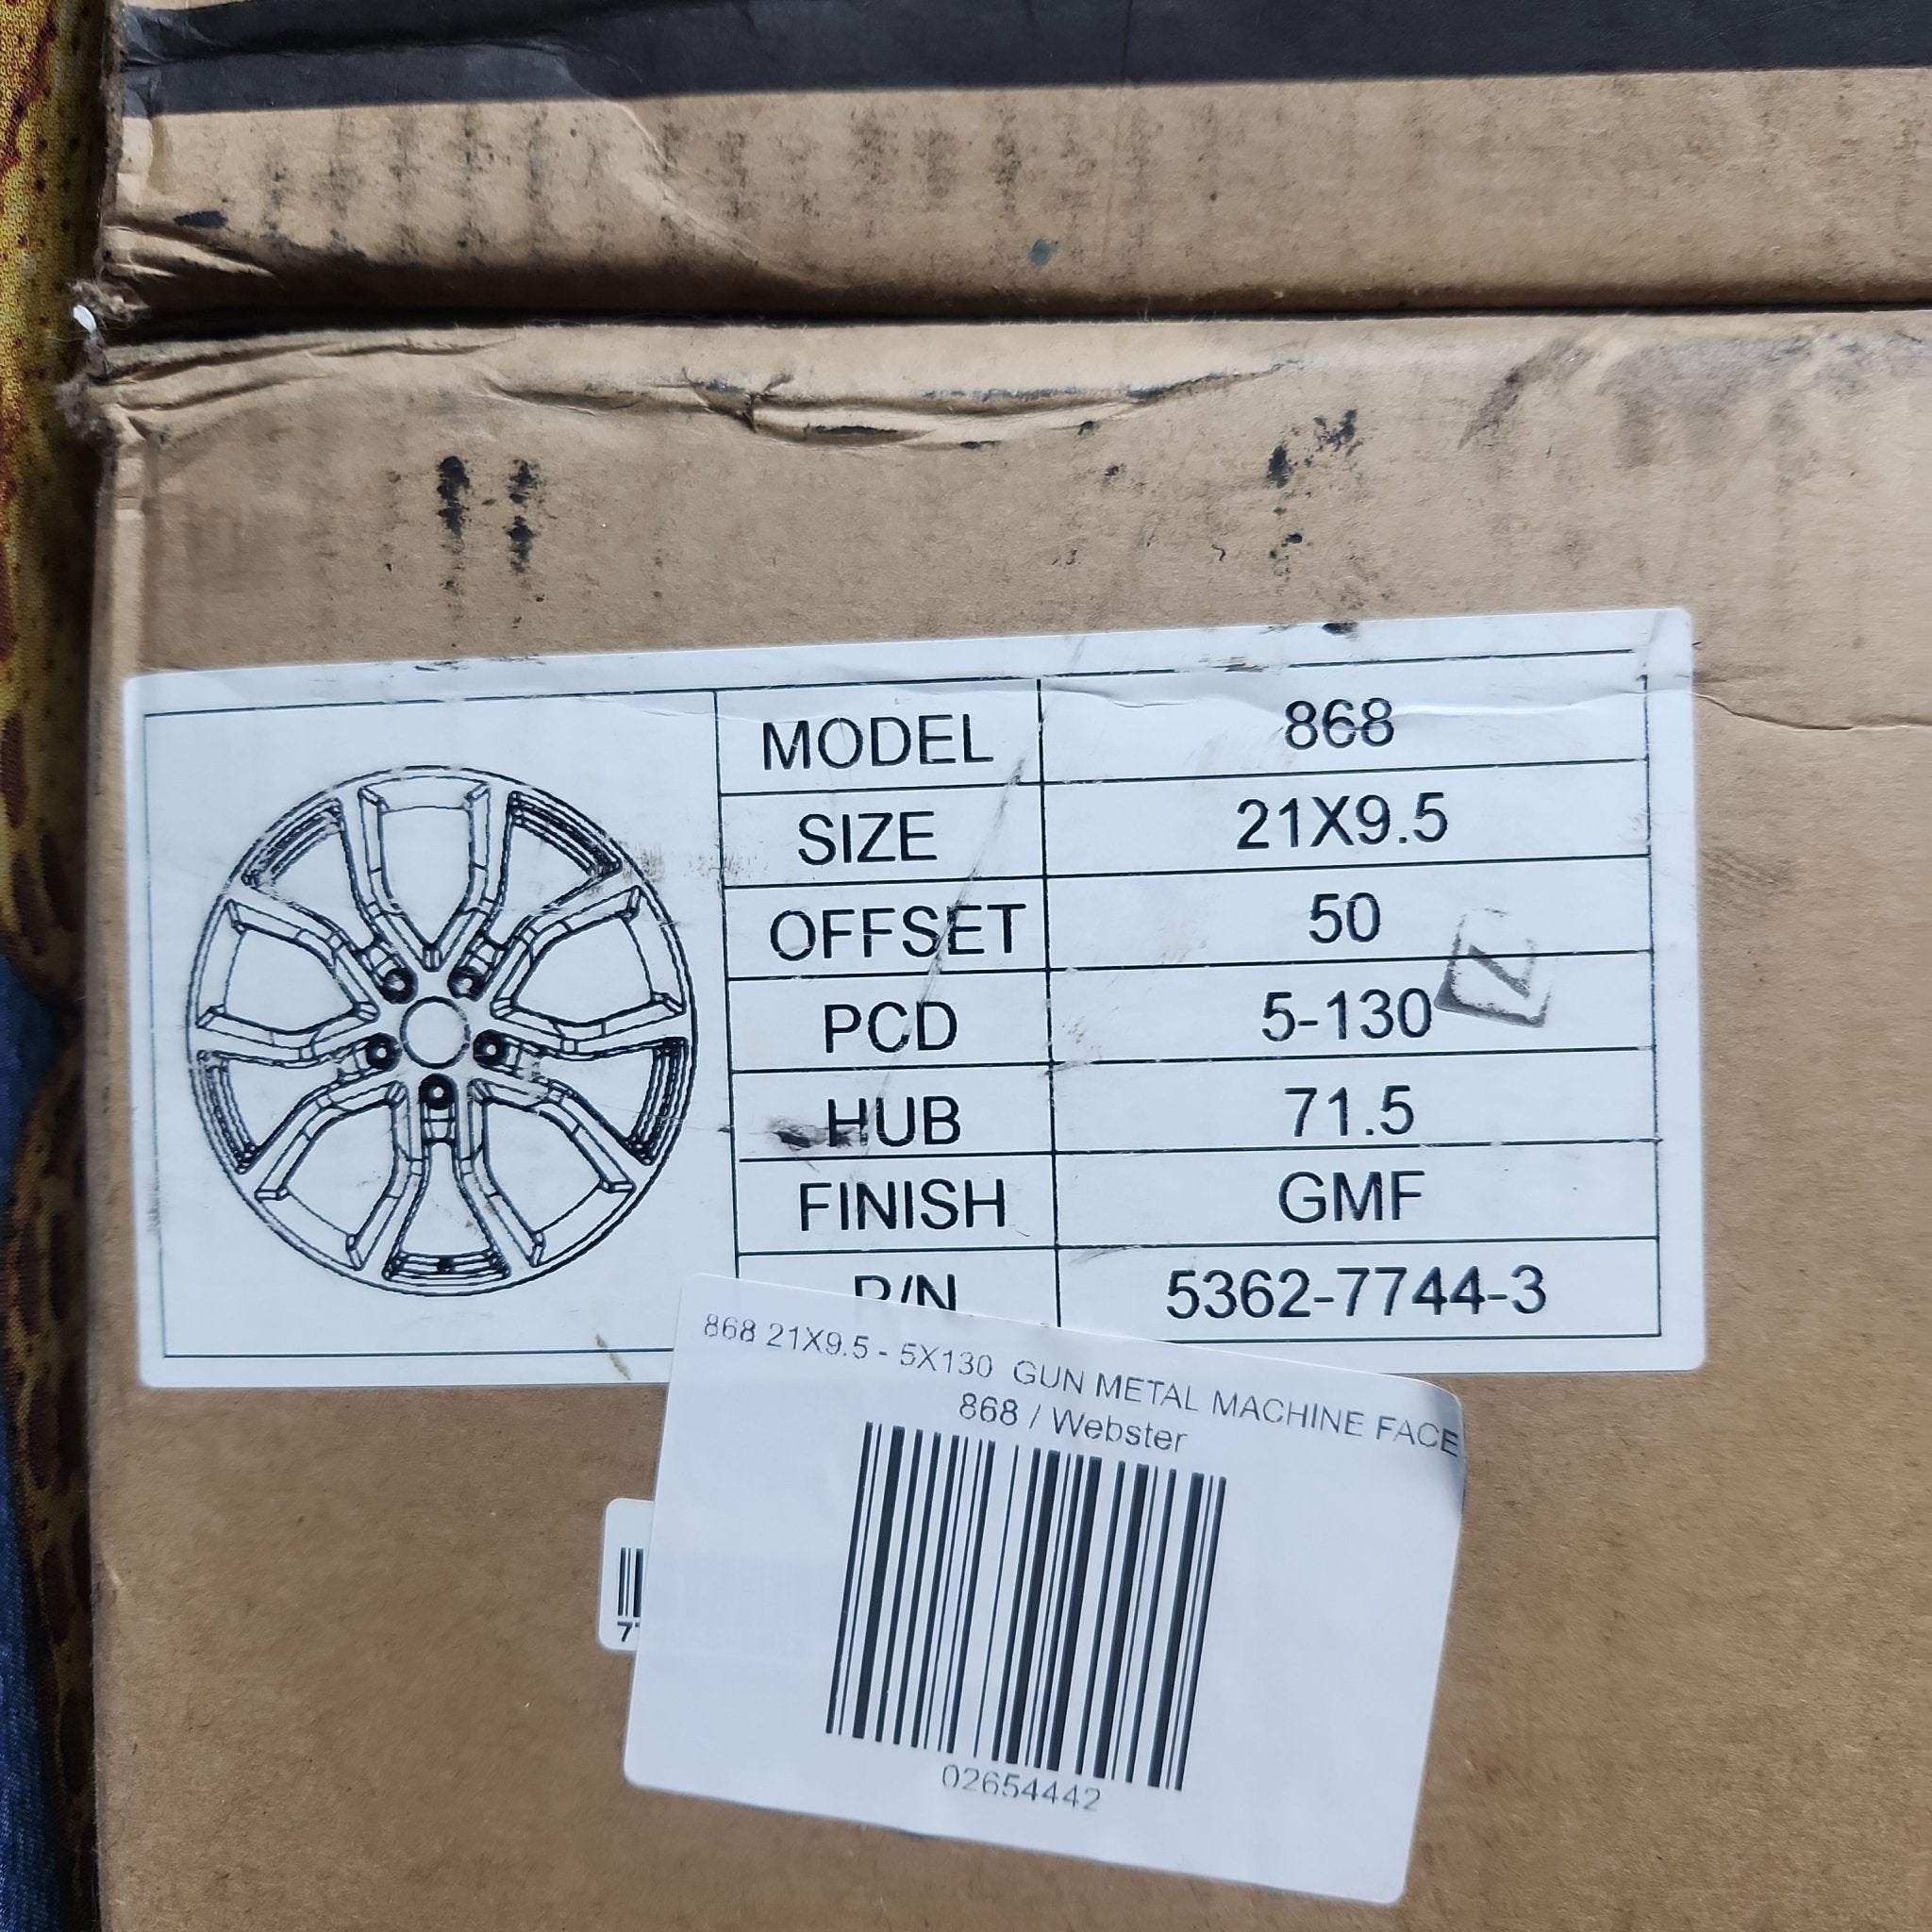 MODEL 868
SIZE 21X9.5
OFFSET 50
PCD 5-130
HUB 71.5
FINISH GMF
P/N 5362-7744-3
868 21X9.5 - 5X130 GUN METAL MACHINE FACE
868 / Webster
02654442